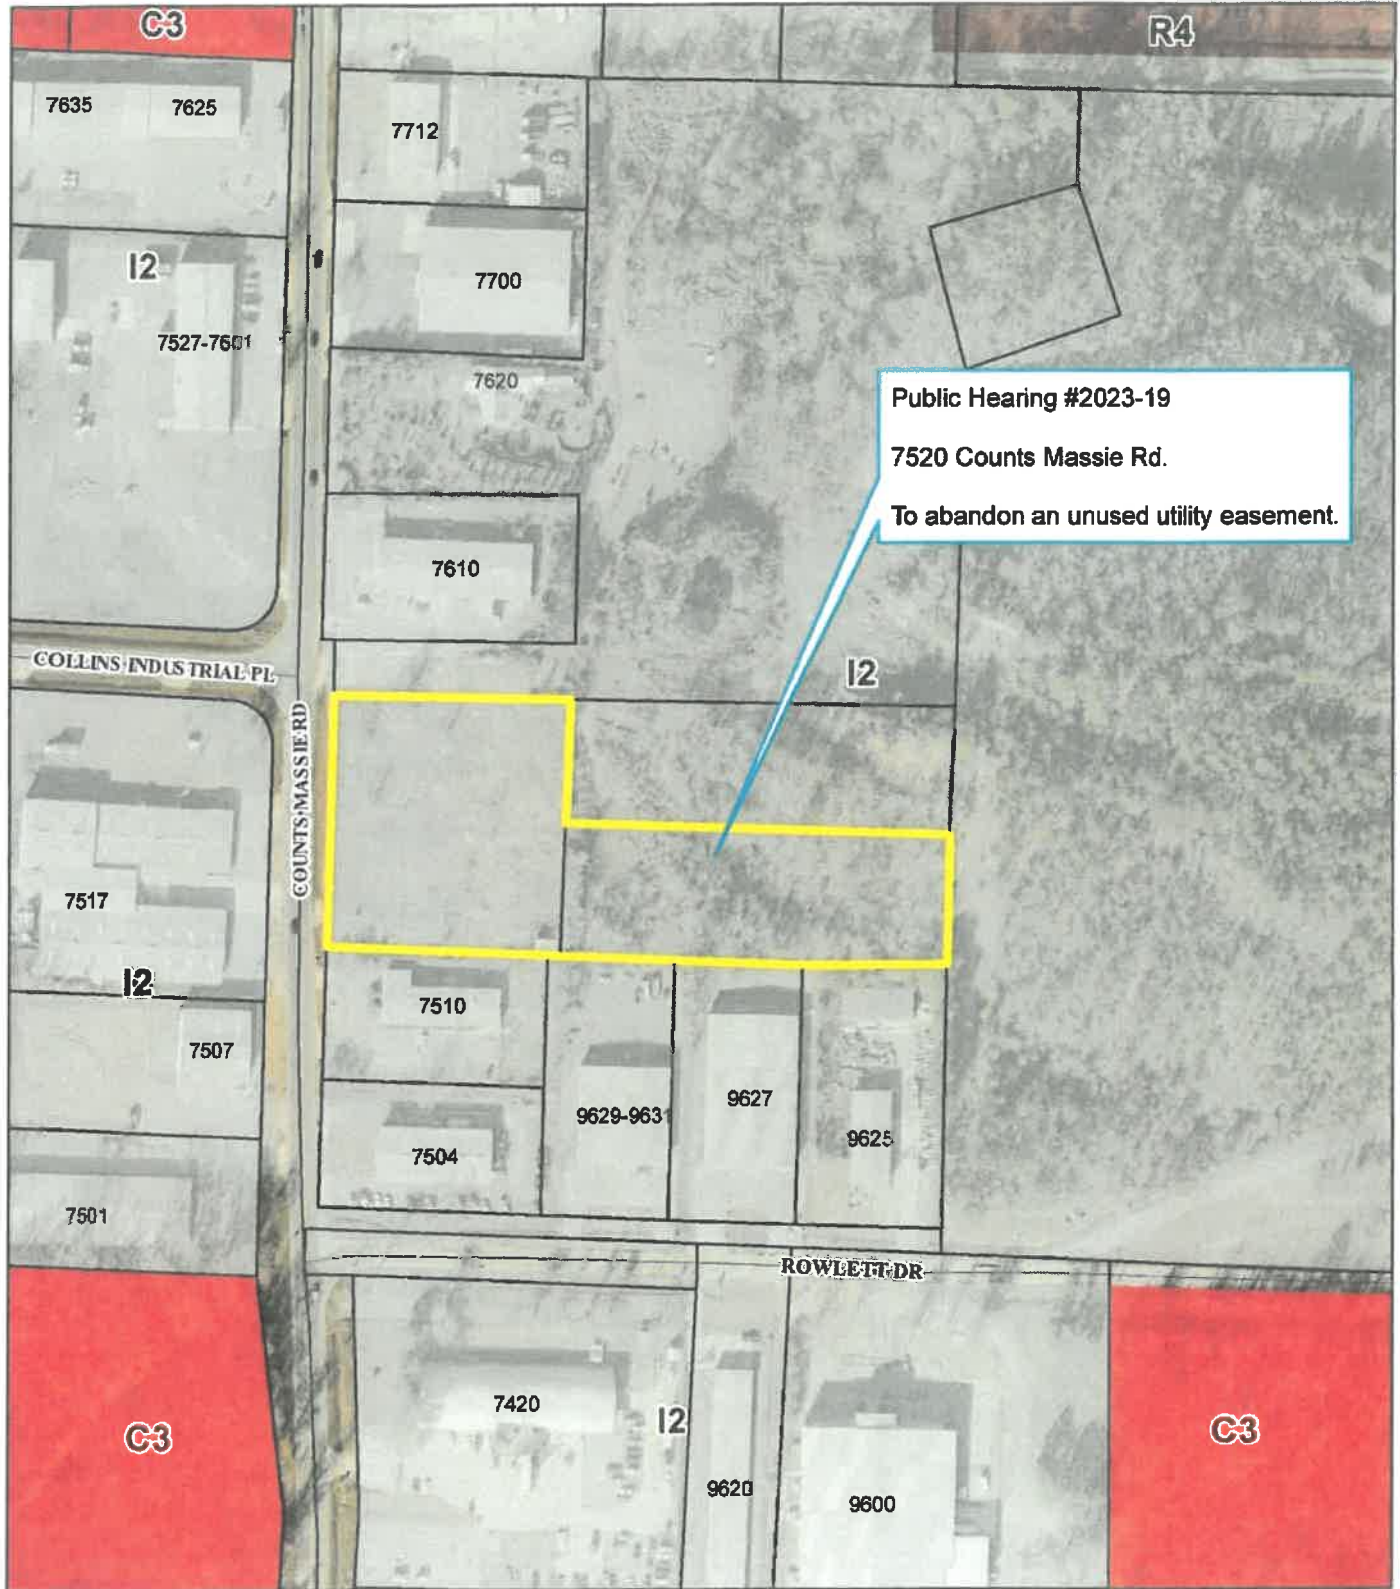 C3
R4
7635
7625
7712
I2
7700
7527-7601
7620
Public Hearing #2023-19
7520 Counts Massie Rd.
To abandon an unused utility easement.
7610
COLLINS INDUSTRIAL PL
I2
COUNTS MASSIE RD
7517
I2
7510
7507
9629-9631
9627
9625
7504
7501
ROWLETT DR
7420
I2
C3
C3
9620
9600